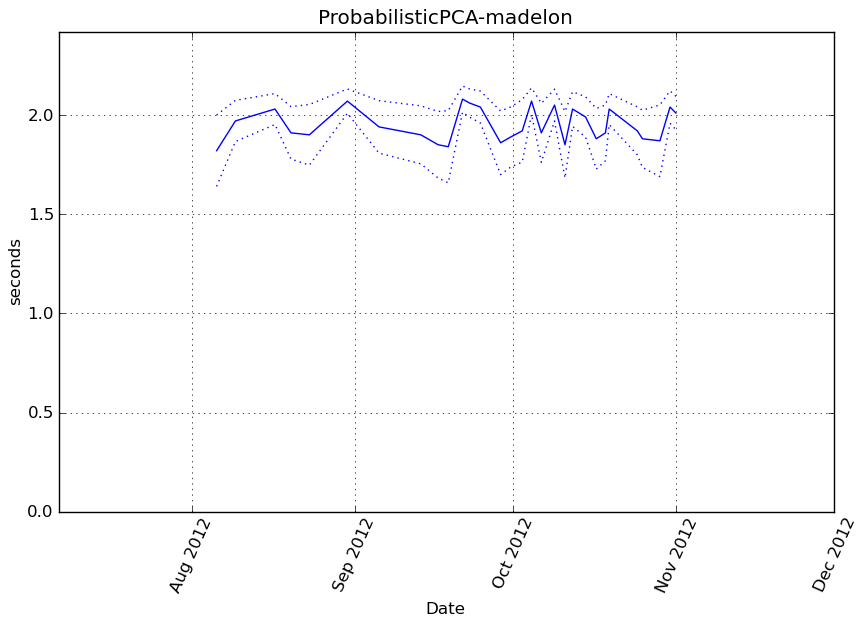 ProbabilisticPCA-madelon
2.0
1.5
1.0
0.5
0.0
seconds
Aug 2012
Sep 2012
Oct 2012
Nov 2012
Dec 2012
Date